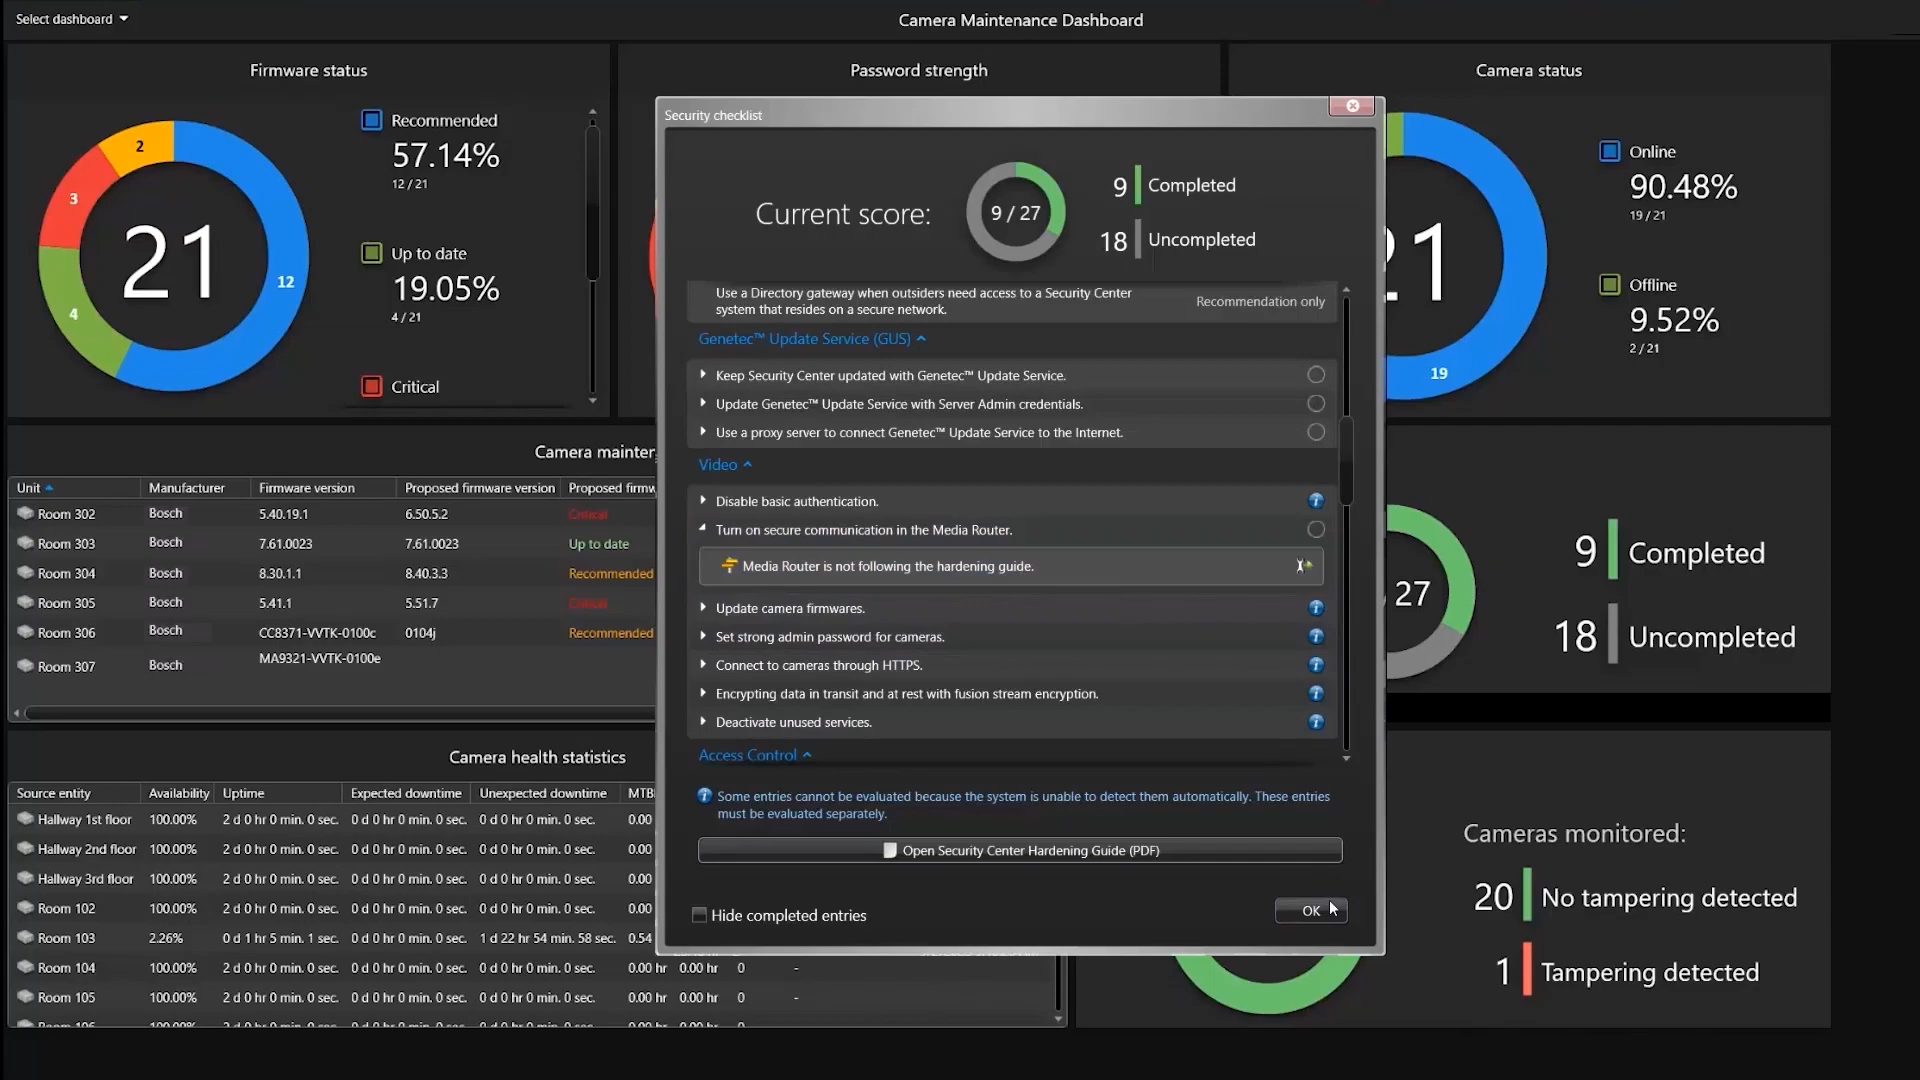 Select dashboard
Camera Maintenance Dashboard
Firmware status
21
12
4
3
2
Recommended
57.14%
12 / 21
Up to date
19.05%
4 / 21
Critical
Password strength
Camera status
19
Online
90.48%
19 / 21
Offline
9.52%
2 / 21
Security checklist
Current score:
9 / 27
9 Completed
18 Uncompleted
Use a Directory gateway when outsiders need access to a Security Center
system that resides on a secure network.
Recommendation only
Genetec™ Update Service (GUS)
Keep Security Center updated with Genetec™ Update Service.
Update Genetec™ Update Service with Server Admin credentials.
Use a proxy server to connect Genetec™ Update Service to the Internet.
Video
Disable basic authentication.
Turn on secure communication in the Media Router.
Media Router is not following the hardening guide.
Update camera firmwares.
Set strong admin password for cameras.
Connect to cameras through HTTPS.
Encrypting data in transit and at rest with fusion stream encryption.
Deactivate unused services.
Access Control
Some entries cannot be evaluated because the system is unable to detect them automatically. These entries
must be evaluated separately.
Open Security Center Hardening Guide (PDF)
Hide completed entries
OK
Unit Manufacturer Firmware version Proposed firmware version
Room 302 Bosch 5.40.19.1 6.50.5.2 Critical
Room 303 Bosch 7.61.0023 7.61.0023 Up to date
Room 304 Bosch 8.30.1.1 8.40.3.3 Recommended
Room 305 Bosch 5.41.1 5.51.7 Critical
Room 306 Bosch CC8371-VVTK-0100c 0104j Recommended
Room 307 Bosch MA9321-VVTK-0100e
27
9 Completed
18 Uncompleted
Camera health statistics
Source entity Availability Uptime Expected downtime Unexpected downtime
Hallway 1st floor 100.00% 2 d 0 hr 0 min. 0 sec. 0 d 0 hr 0 min. 0 sec. 0 d 0 hr 0 min. 0 sec. 0.00
Hallway 2nd floor 100.00% 2 d 0 hr 0 min. 0 sec. 0 d 0 hr 0 min. 0 sec. 0 d 0 hr 0 min. 0 sec. 0.00
Hallway 3rd floor 100.00% 2 d 0 hr 0 min. 0 sec. 0 d 0 hr 0 min. 0 sec. 0 d 0 hr 0 min. 0 sec. 0.00
Room 102 100.00% 2 d 0 hr 0 min. 0 sec. 0 d 0 hr 0 min. 0 sec. 0 d 0 hr 0 min. 0 sec. 0.00
Room 103 2.26% 0 d 1 hr 5 min. 1 sec. 0 d 0 hr 0 min. 0 sec. 1 d 22 hr 54 min. 58 sec. 0.54
Room 104 100.00% 2 d 0 hr 0 min. 0 sec. 0 d 0 hr 0 min. 0 sec. 0 d 0 hr 0 min. 0 sec. 0.00 hr 0.00 hr 0 -
Room 105 100.00% 2 d 0 hr 0 min. 0 sec. 0 d 0 hr 0 min. 0 sec. 0 d 0 hr 0 min. 0 sec. 0.00 hr 0.00 hr 0 -
Cameras monitored:
20 No tampering detected
1 Tampering detected